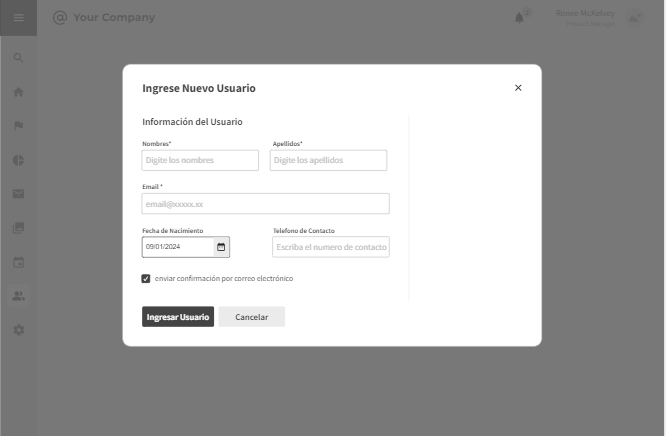 @ Your Company
2
Renee McKelvey
Ingrese Nuevo Usuario
Información del Usuario
Nombres*
Apellidos*
Digite los nombres
Digite los apellidos
Email *
email@xxxxx.xx
Fecha de Nacimiento
Telefono de Contacto
09/01/2024
Escriba el numero de contacto
enviar confirmación por correo electrónico
Ingresar Usuario
Cancelar